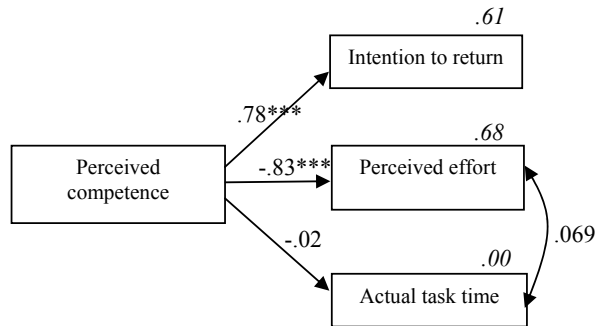 .61
Intention to return
.78***
.68
Perceived
competence
-.83***
Perceived effort
-.02
.069
.00
Actual task time